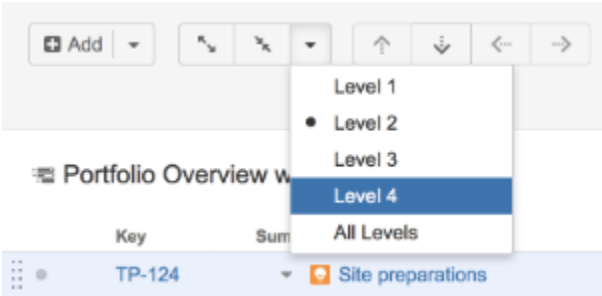 Add
Level 1
Level 2
Level 3
Level 4
All Levels
Portfolio Overview w
Key Sum
TP-124 Site preparations